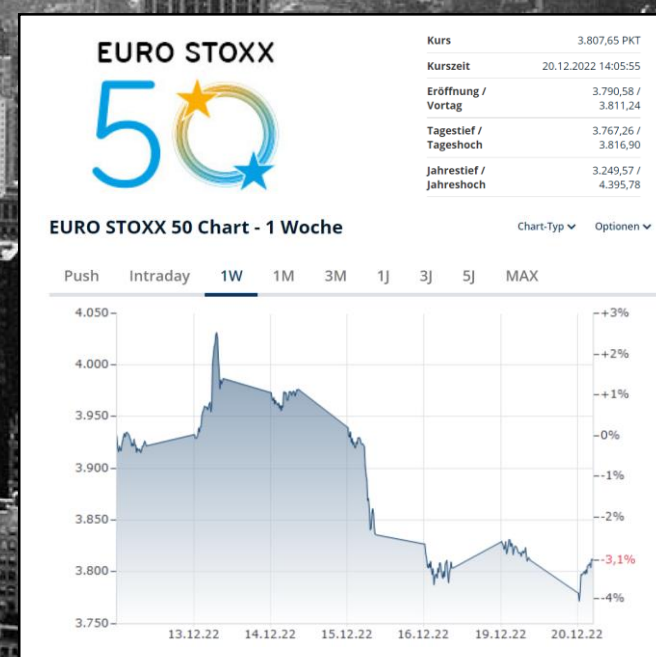 EURO STOXX
50
Kurs 3.807,65 PKT
Kurszeit 20.12.2022 14:05:55
Eröffnung / 3.790,58 /
Vortag 3.811,24
Tagestief / 3.767,26 /
Tageshoch 3.816,90
Jahrestief / 3.249,57 /
Jahreshoch 4.395,78
EURO STOXX 50 Chart - 1 Woche
Chart-Typ Optionen
Push Intraday 1W 1M 3M 1J 3J 5J MAX
4.050 +3%
+2%
4.000
+1%
3.950
0%
3.900
-1%
3.850
-2%
3.800 -3,1%
-4%
3.750
13.12.22 14.12.22 15.12.22 16.12.22 19.12.22 20.12.22